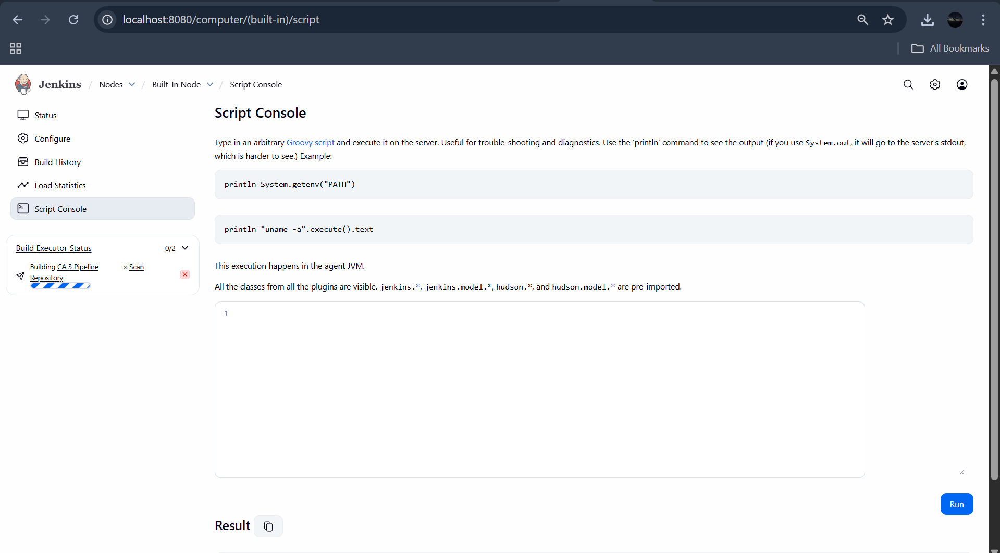 localhost:8080/computer/(built-in)/script
All Bookmarks
Jenkins / Nodes / Built-In Node / Script Console
Status
Configure
Build History
Load Statistics
Script Console
Build Executor Status 0/2
Building CA 3 Pipeline » Scan
Repository
Script Console
Type in an arbitrary Groovy script and execute it on the server. Useful for trouble-shooting and diagnostics. Use the ‘println’ command to see the output (if you use System.out, it will go to the server’s stdout,
which is harder to see.) Example:
println System.getenv("PATH")
println "uname -a".execute().text
This execution happens in the agent JVM.
All the classes from all the plugins are visible. jenkins.*, jenkins.model.*, hudson.*, and hudson.model.* are pre-imported.
1
Run
Result